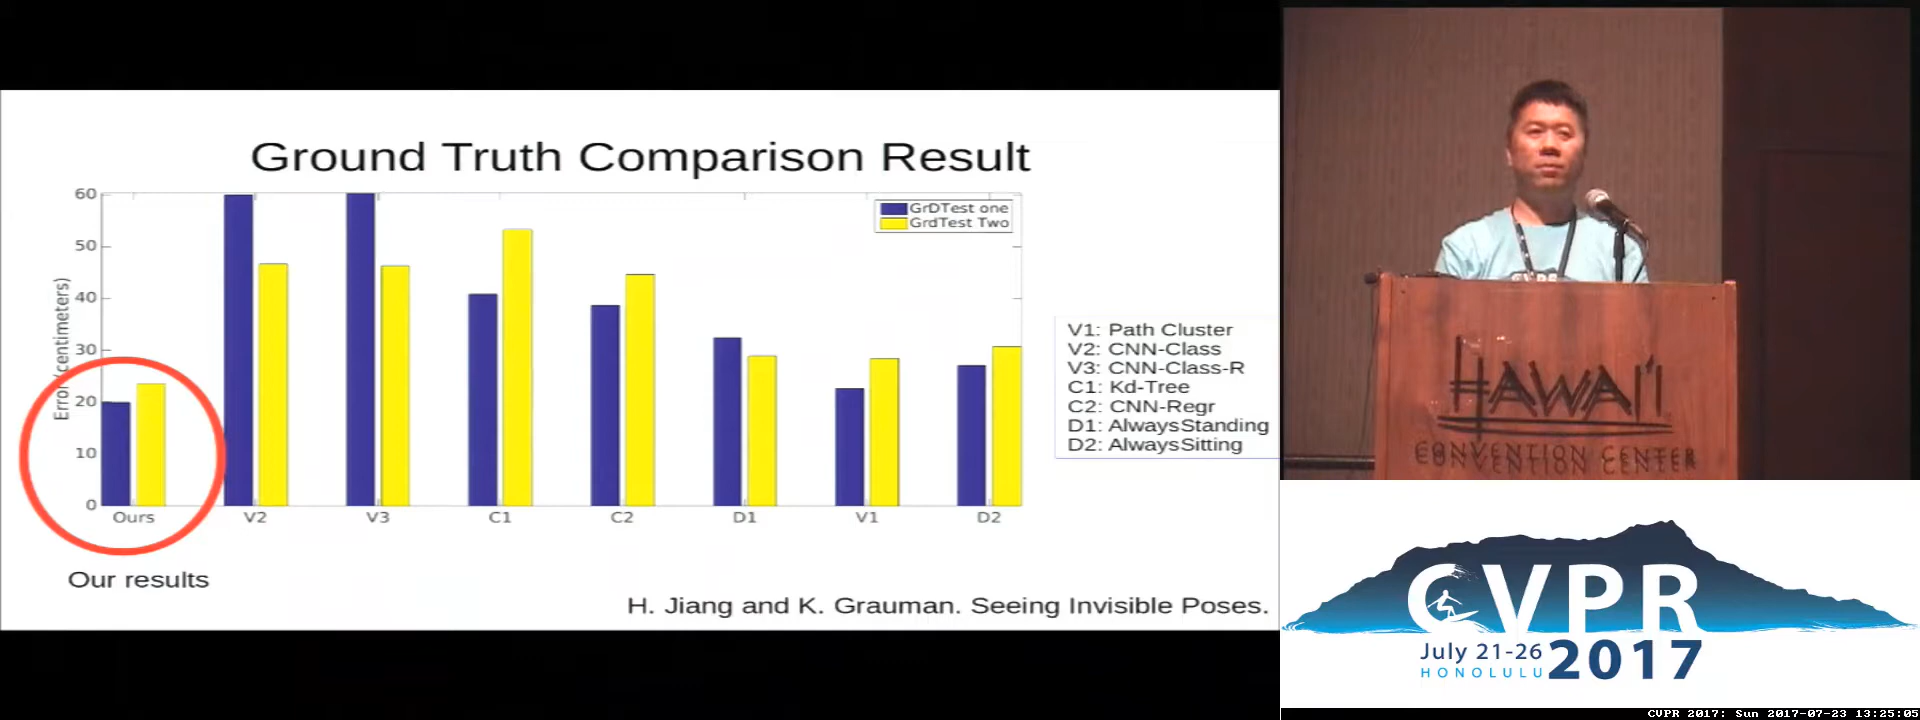 Ground Truth Comparison Result
60
50
40
30
20
10
0
Error (centimeters)
GrDTest one
GrdTest Two
Ours
V2
V3
C1
C2
D1
V1
D2
V1: Path Cluster
V2: CNN-Class
V3: CNN-Class-R
C1: Kd-Tree
C2: CNN-Regr
D1: AlwaysStanding
D2: AlwaysSitting
Our results
H. Jiang and K. Grauman. Seeing Invisible Poses.
CVPR
HAWAI'I
CONVENTION CENTER
CVPR
July 21-26
HONOLULU
2017
CVPR 2017: Sun 2017-07-23 13:25:05